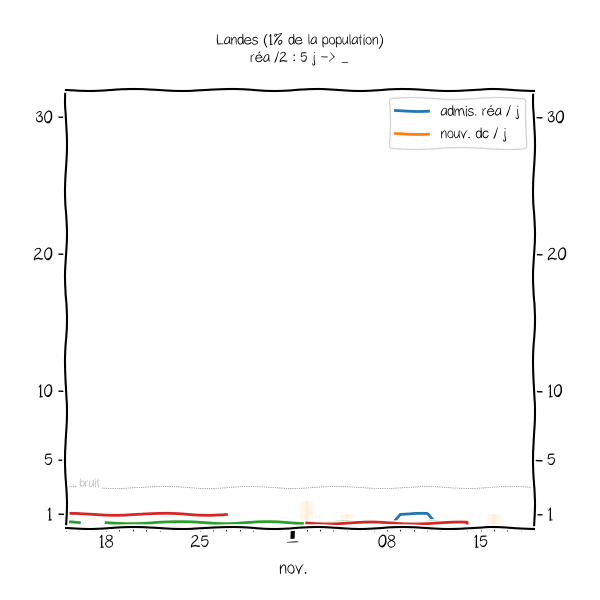 Landes (1% de la population)
réa /2 : 5 j -> _
admis. réa / j
nouv. dc / j
30
30
20
20
10
10
5
5
bruit
1
1
18
25
1
08
15
nov.